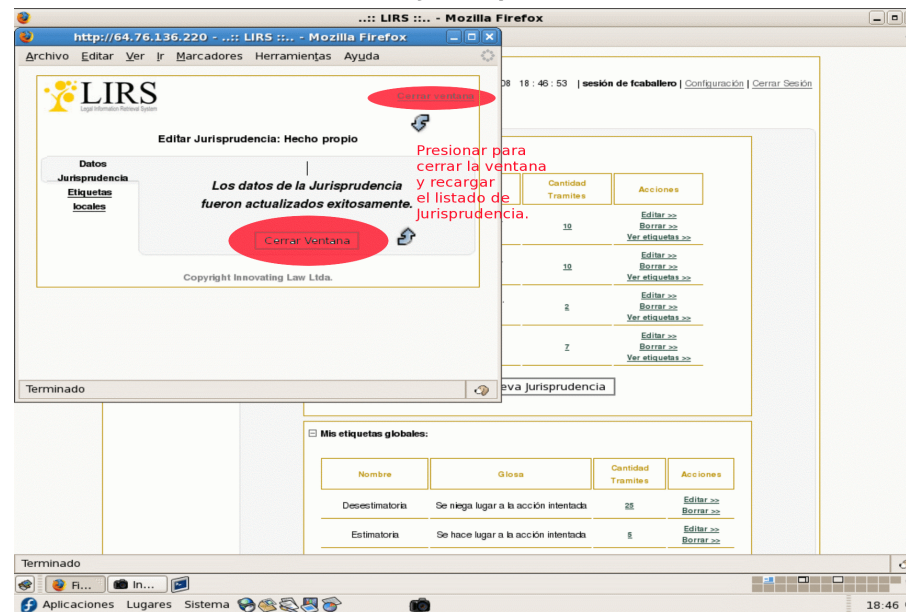 ..:: LIRS ::.. - Mozilla Firefox
http://64.76.136.220 - ..:: LIRS ::.. - Mozilla Firefox
Archivo Editar Ver Ir Marcadores Herramientas Ayuda
08 18 : 46 : 53 | sesión de fcaballero | Configuración | Cerrar Sesión
LIRS
Legal Information Retrieval System
Cerrar ventana
Editar Jurisprudencia: Hecho propio
Presionar para
cerrar la ventana
y recargar
el listado de
Jurisprudencia.
Datos
Jurisprudencia
Etiquetas
locales
Los datos de la Jurisprudencia
fueron actualizados exitosamente.
Cerrar Ventana
Copyright Innovating Law Ltda.
Terminado
Cantidad
Tramites
Acciones
10
Editar >>
Borrar >>
Ver etiquetas >>
10
Editar >>
Borrar >>
Ver etiquetas >>
2
Editar >>
Borrar >>
Ver etiquetas >>
7
Editar >>
Borrar >>
Ver etiquetas >>
eva Jurisprudencia
Mis etiquetas globales:
Nombre Glosa Cantidad Tramites Acciones
Desestimatoria Se niega lugar a la acción intentada 25 Editar >>
Borrar >>
Estimatoria Se hace lugar a la acción intentada 5 Editar >>
Borrar >>
Terminado
Fi... In...
Aplicaciones Lugares Sistema 18:46